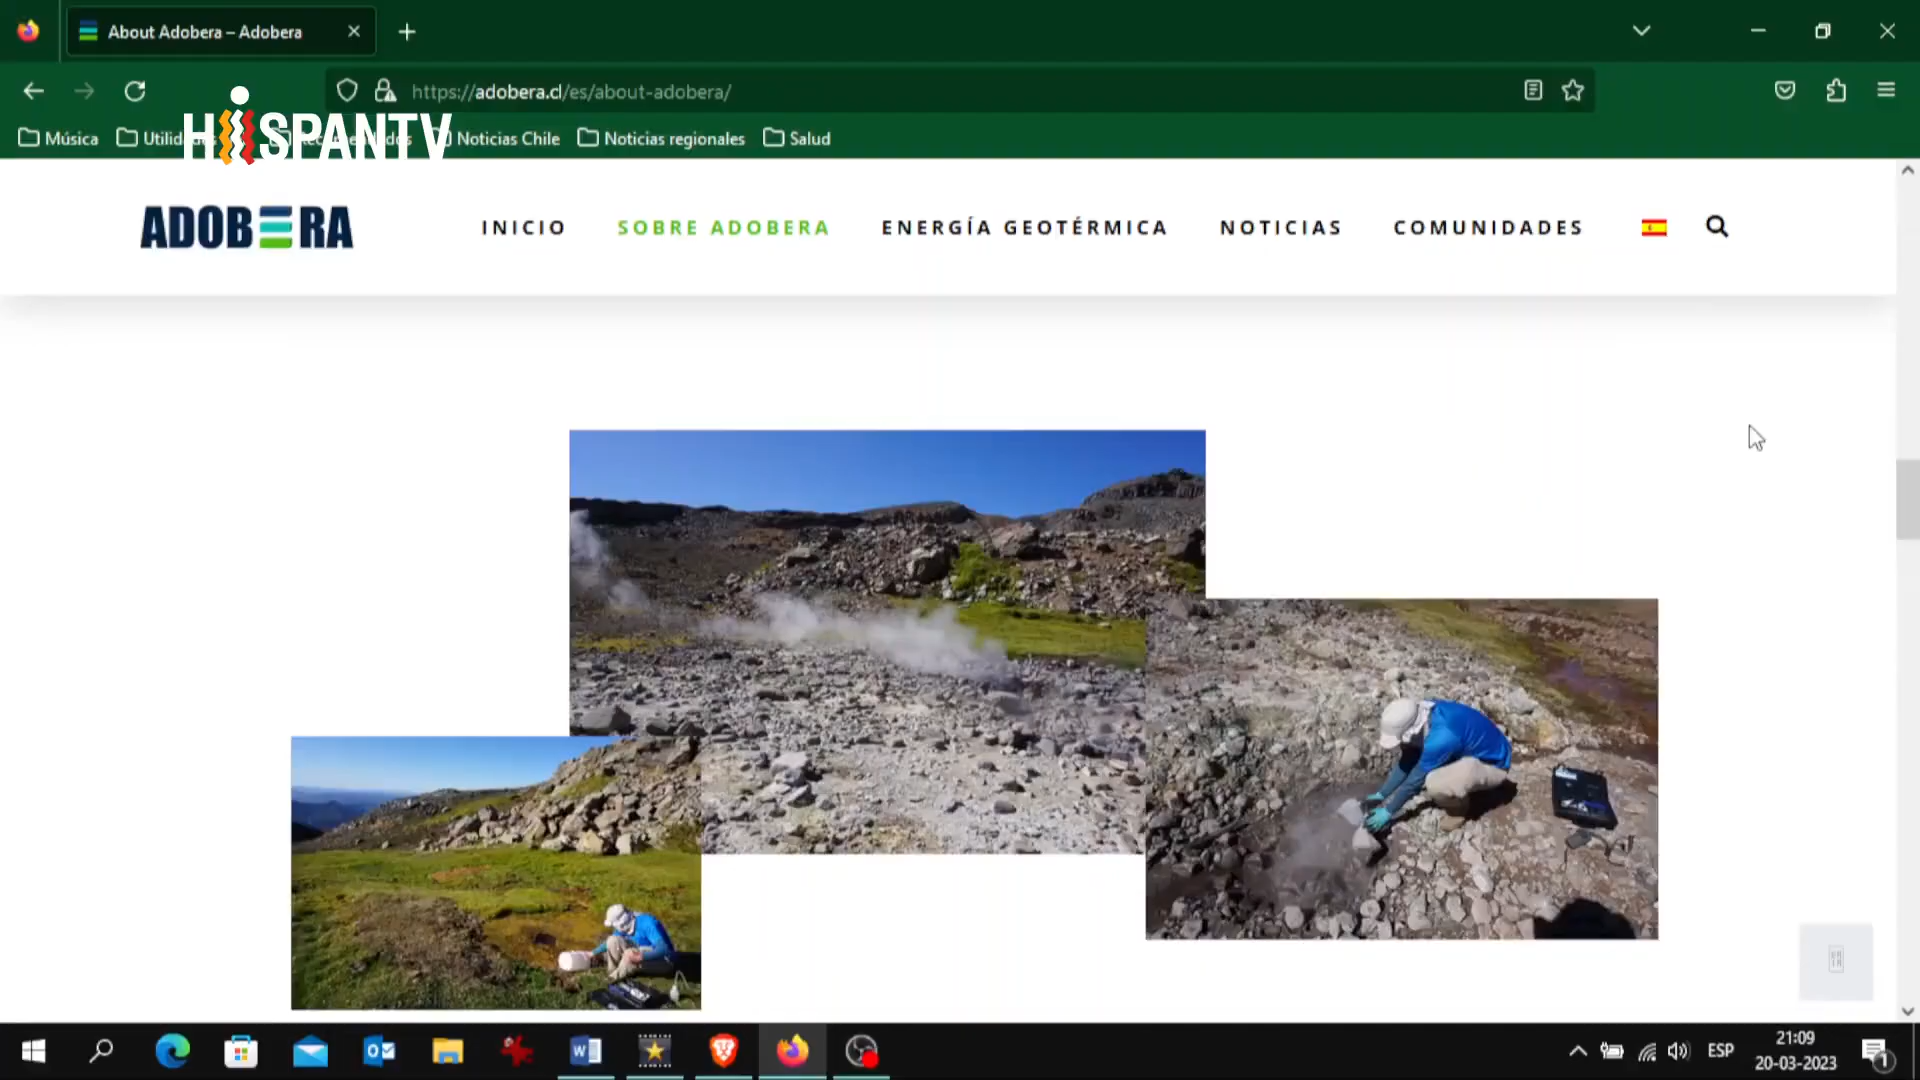 About Adobera – Adobera
https://adobera.cl/es/about-adobera/
HISPANTV
Música
Noticias Chile
Noticias regionales
Salud
ADOBERA
INICIO
SOBRE ADOBERA
ENERGÍA GEOTÉRMICA
NOTICIAS
COMUNIDADES
ESP
21:09
20-03-2023
1